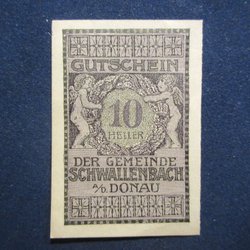 GUTSCHEIN
10
HELLER
DER GEMEINDE
SCHWALLENBACH
a/D. DONAU